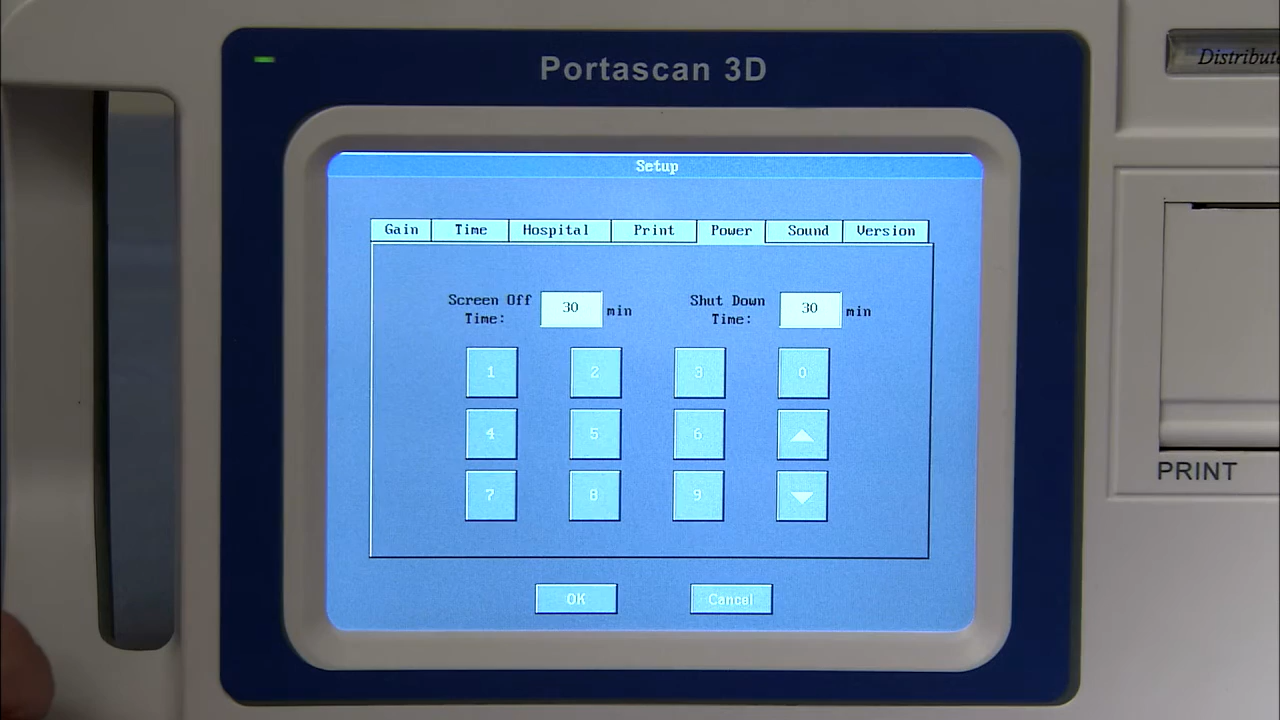 Portascan 3D
Distribute
Setup
Gain Time Hospital Print Power Sound Version
Screen Off Time: 30 min
Shut Down Time: 30 min
1 2 3 0
4 5 6
7 8 9
OK Cancel
PRINT